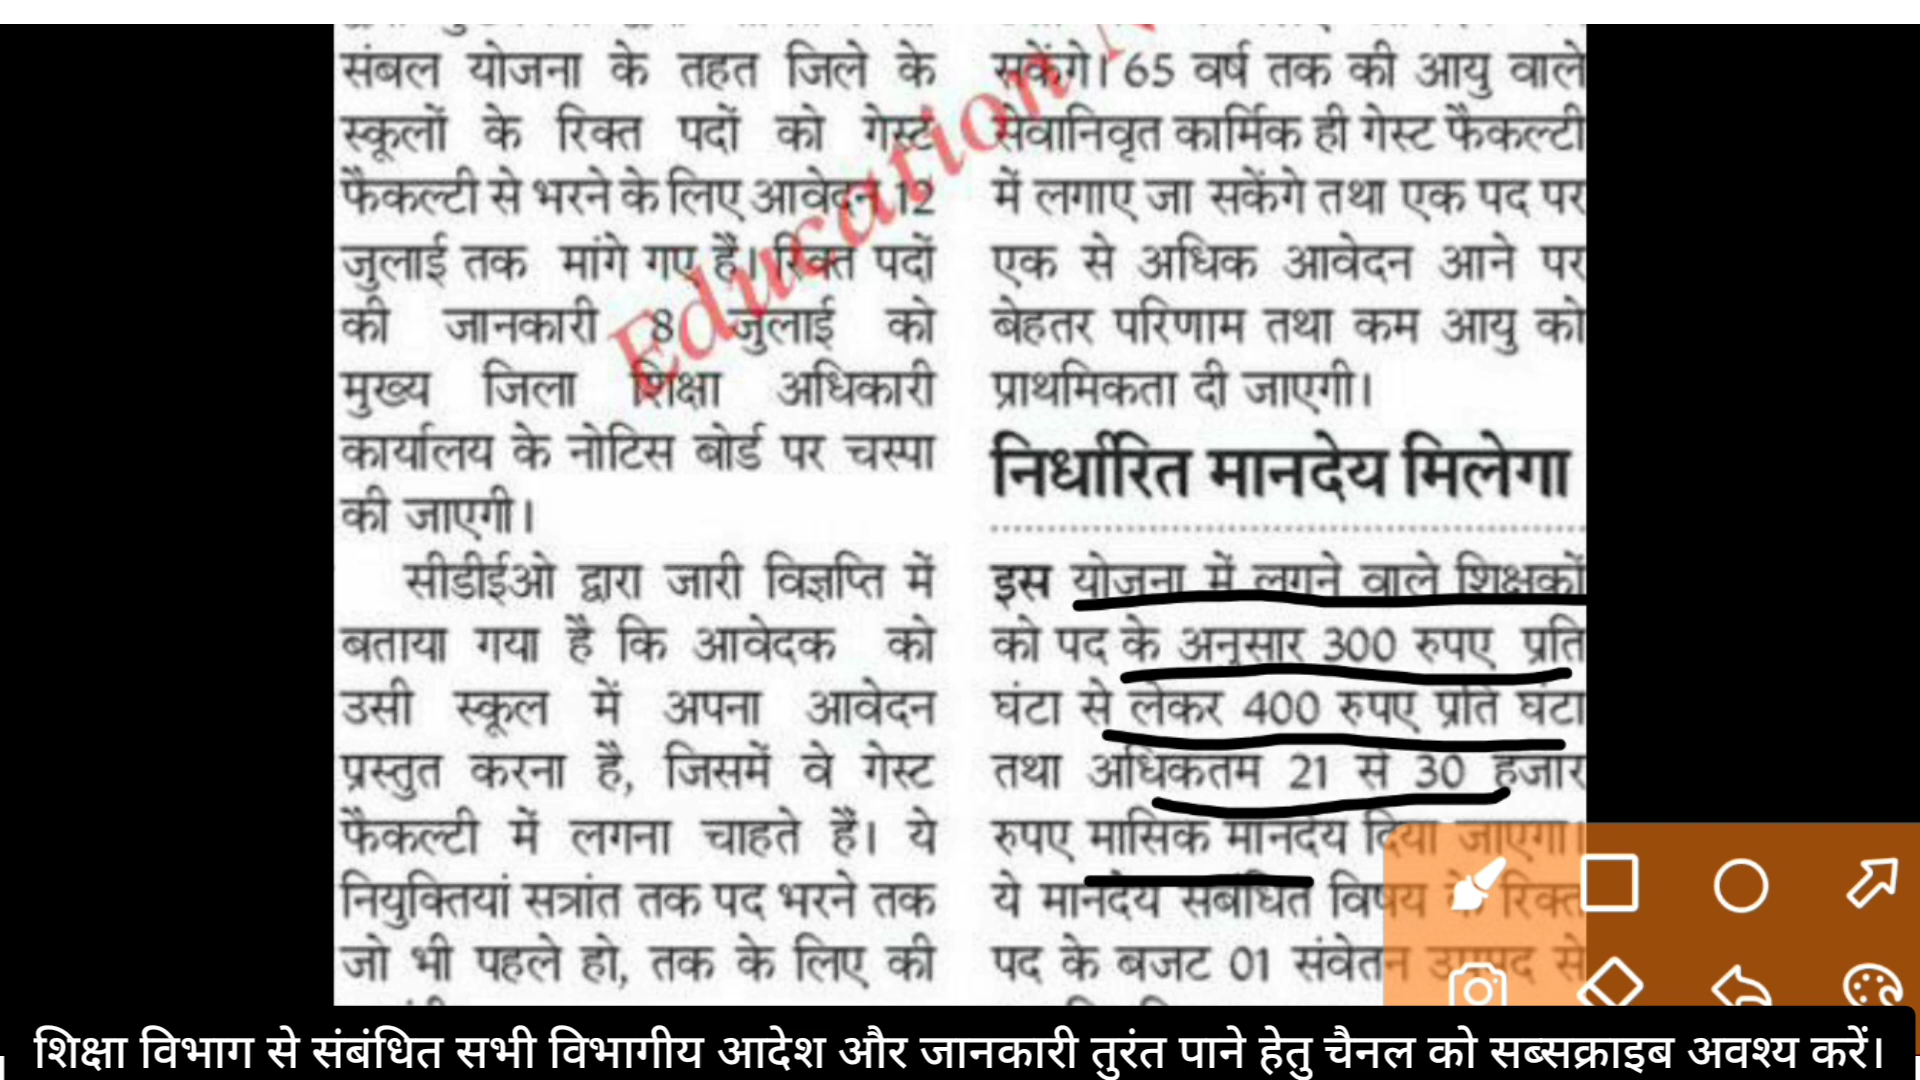 संबल योजना के तहत जिले के
स्कूलों के रिक्त पदों को गेस्ट
फैकल्टी से भरने के लिए आवेदन 12
जुलाई तक मांगे गए हैं। रिक्त पदों
की जानकारी 8 जुलाई को
मुख्य जिला शिक्षा अधिकारी
कार्यालय के नोटिस बोर्ड पर चस्पा
की जाएगी।
सीडीईओ द्वारा जारी विज्ञप्ति में
बताया गया है कि आवेदक को
उसी स्कूल में अपना आवेदन
प्रस्तुत करना है, जिसमें वे गेस्ट
फैकल्टी में लगना चाहते हैं। ये
नियुक्तियां सत्रांत तक पद भरने तक
जो भी पहले हो, तक के लिए की
सकेंगे। 65 वर्ष तक की आयु वाले
सेवानिवृत कार्मिक ही गेस्ट फैकल्टी
में लगाए जा सकेंगे तथा एक पद पर
एक से अधिक आवेदन आने पर
बेहतर परिणाम तथा कम आयु को
प्राथमिकता दी जाएगी।
निर्धारित मानदेय मिलेगा
इस योजना में लगने वाले शिक्षकों
को पद के अनुसार 300 रुपए प्रति
घंटा से लेकर 400 रुपए प्रति घंटा
तथा अधिकतम 21 से 30 हजार
रुपए मासिक मानदेय दिया जाएगा।
ये मानदेय संबंधित विषय के रिक्त
पद के बजट 01 संवेतन से
Education N
शिक्षा विभाग से संबंधित सभी विभागीय आदेश और जानकारी तुरंत पाने हेतु चैनल को सब्सक्राइब अवश्य करें।